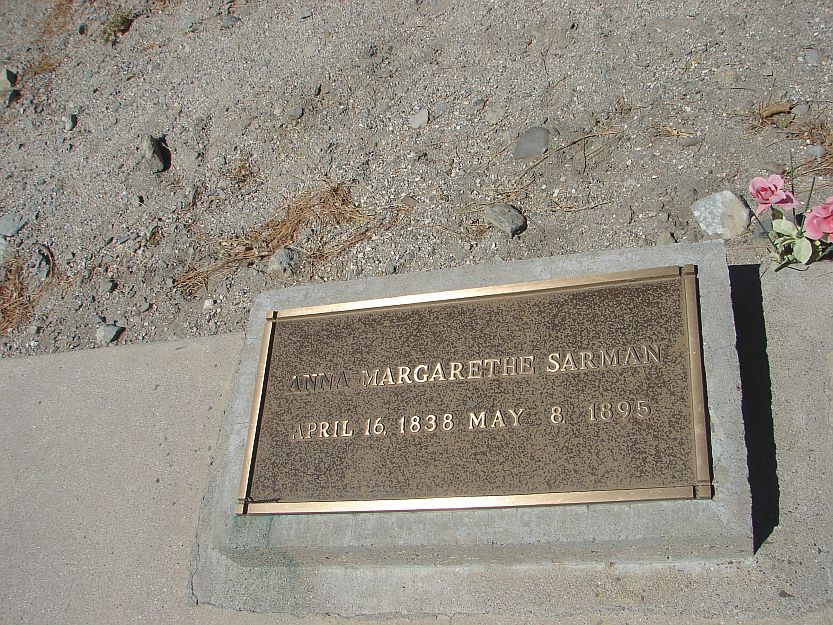 ANNA MARGARETHE SARMAN
APRIL 16, 1838 MAY 8, 1895